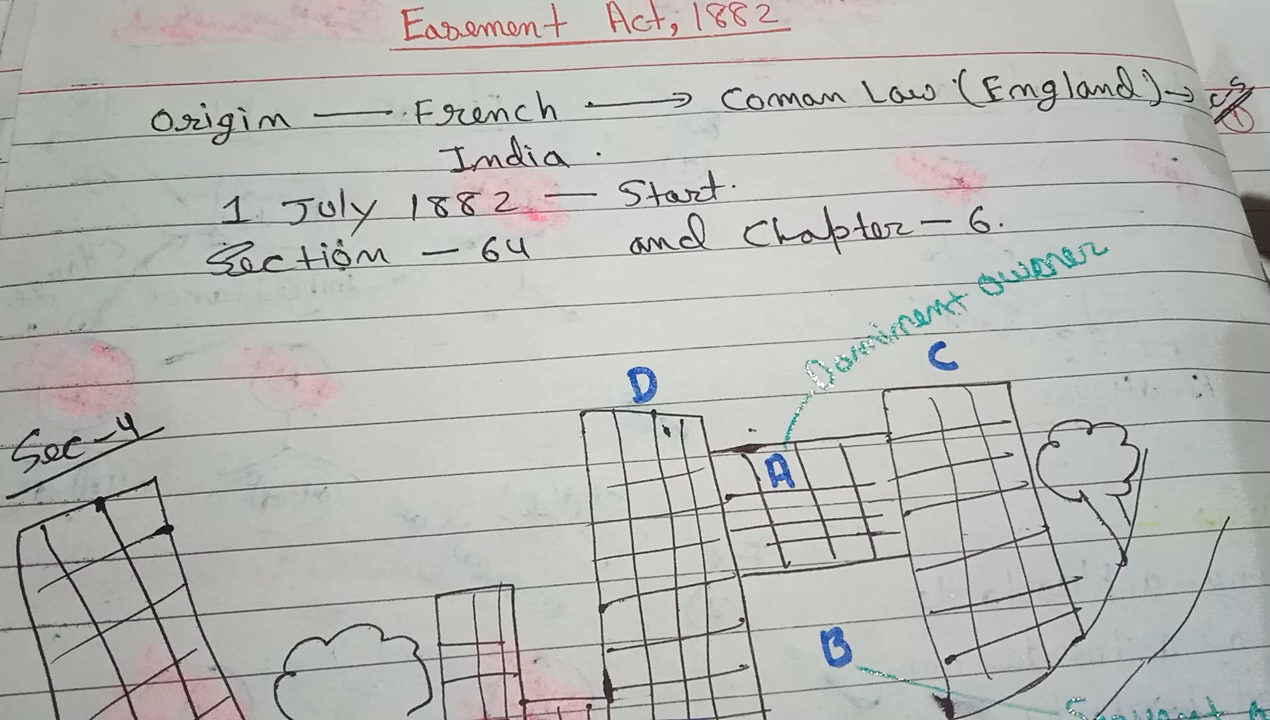 Easement Act, 1882
Origin — French → Coman Law (England) →
India.
1 July 1882 — Start.
Section — 64 and Chapter — 6.
Dominent owner
Sec-4
D
C
A
B